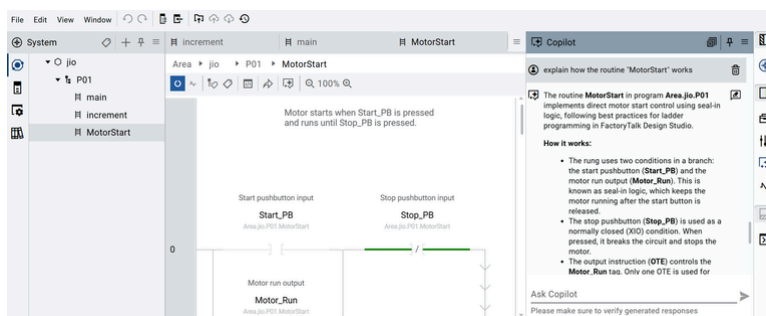 File Edit View Window
System
jio
P01
main
increment
MotorStart
increment
main
MotorStart
Area jio P01 MotorStart
100%
Motor starts when Start_PB is pressed
and runs until Stop_PB is pressed.
Start pushbutton input
Start_PB
Area.jio.P01.MotorStart
Stop pushbutton input
Stop_PB
Area.jio.P01.MotorStart
0
Motor run output
Motor_Run
Area.jio.P01.MotorStart
Copilot
explain how the routine "MotorStart" works
The routine MotorStart in program Area.jio.P01
implements direct motor start control using seal-in
logic, following best practices for ladder
programming in FactoryTalk Design Studio.
How it works:
• The rung uses two conditions in a branch:
the start pushbutton (Start_PB) and the
motor run output (Motor_Run). This is
known as seal-in logic, which keeps the
motor running after the start button is
released.
• The stop pushbutton (Stop_PB) is used as a
normally closed (XIO) condition. When
pressed, it breaks the circuit and stops the
motor.
• The output instruction (OTE) controls the
Motor_Run tag. Only one OTE is used for
Ask Copilot
Please make sure to verify generated responses